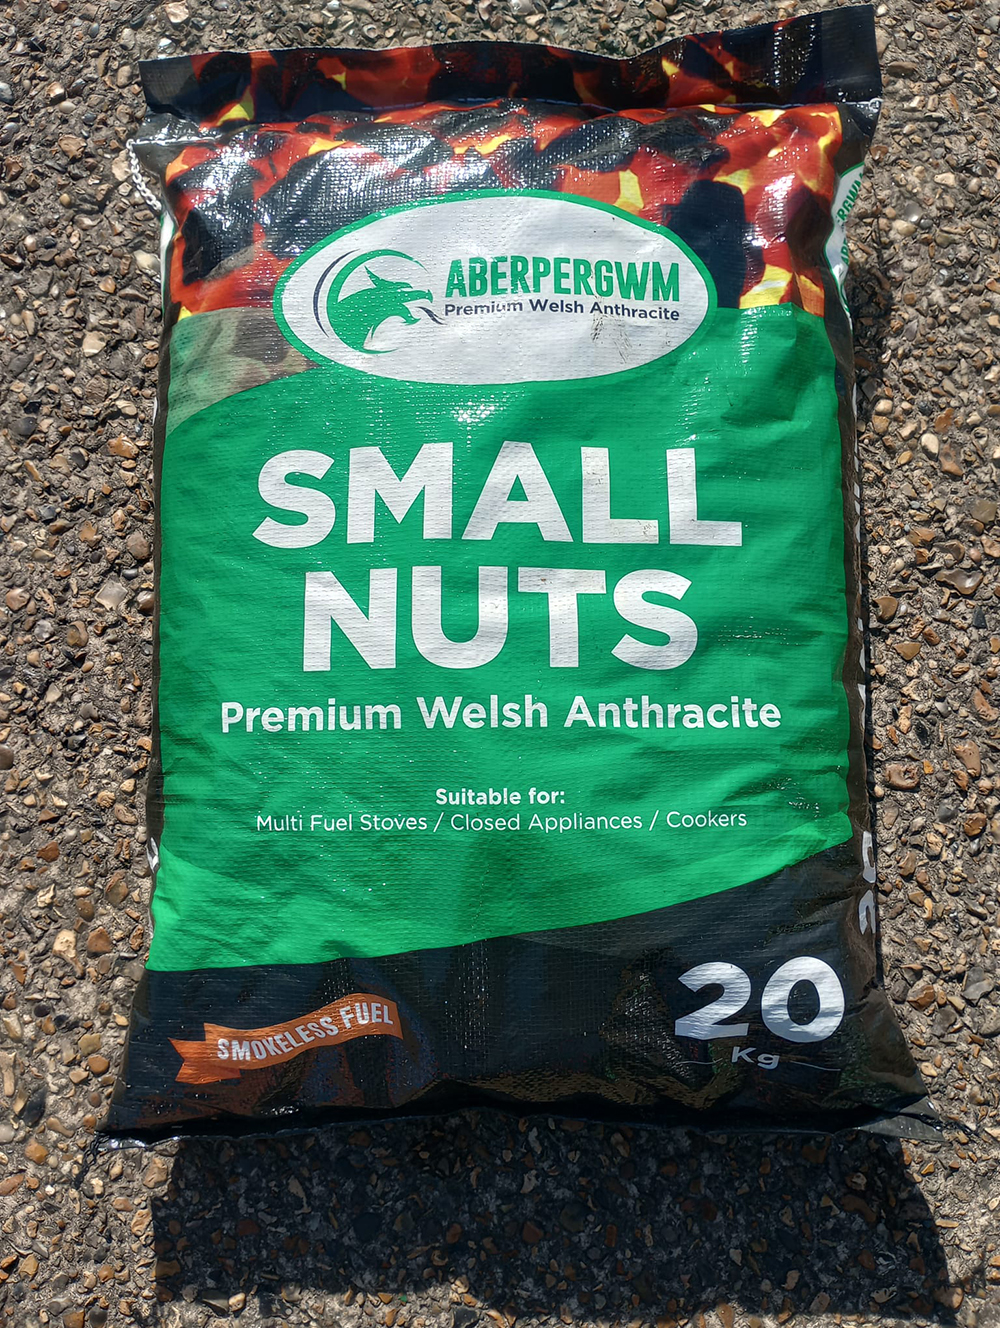 ABERPERGWM
Premium Welsh Anthracite
SMALL
NUTS
Premium Welsh Anthracite
Suitable for:
Multi Fuel Stoves / Closed Appliances / Cookers
SMOKELESS FUEL
20
Kg